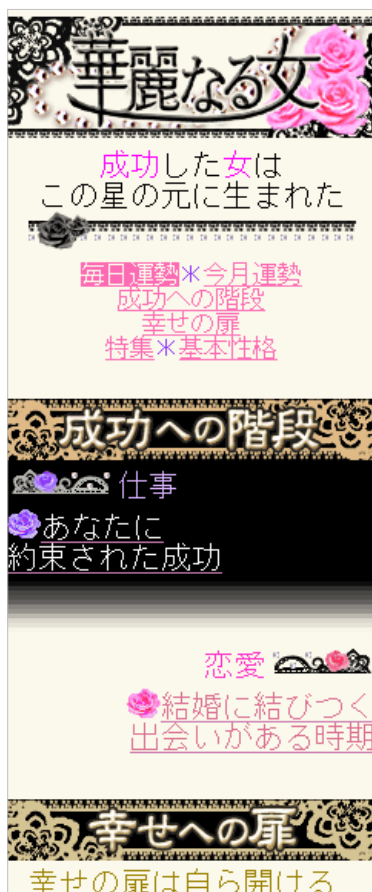 華麗なる女
成功した女は
この星の元に生まれた
毎日運勢*今月運勢
成功への階段
幸せの扉
特集*基本性格
成功への階段
仕事
あなたに
約束された成功
恋愛
結婚に結びつく
出会いがある時期
幸せへの扉
幸せの扉は自ら開ける